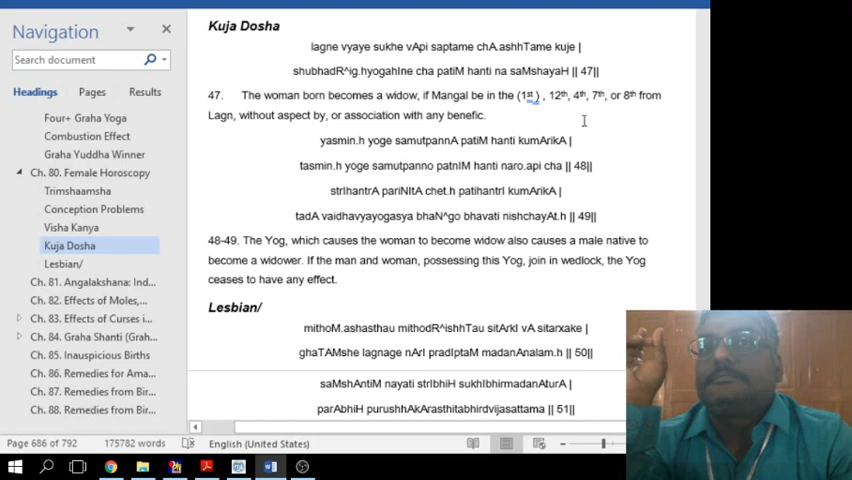 Navigation
Search document
Headings Pages Results
Four+ Graha Yoga
Combustion Effect
Graha Yuddha Winner
Ch. 80. Female Horoscopy
Trimshaamsha
Conception Problems
Visha Kanya
Kuja Dosha
Lesbian/
Ch. 81. Angalakshana: Ind...
Ch. 82. Effects of Moles,...
Ch. 83. Effects of Curses i...
Ch. 84. Graha Shanti (Grah...
Ch. 85. Inauspicious Births
Ch. 86. Remedies for Ama...
Ch. 87. Remedies from Bir...
Ch. 88. Remedies from Bir...
Kuja Dosha
lagne vyaye sukhe vApi saptame chA.ashhTame kuje |
shubhadR^ig.hyogahIne cha patiM hanti na saMshayaH || 47||
47. The woman born becomes a widow, if Mangal be in the (1st ) , 12th, 4th, 7th, or 8th from
Lagn, without aspect by, or association with any benefic.
yasmin.h yoge samutpannA patiM hanti kumArikA |
tasmin.h yoge samutpanno patnIM hanti naro.api cha || 48||
strIhantrA pariNItA chet.h patihantrI kumArikA |
tadA vaidhavyayogasya bhaN^go bhavati nishchayAt.h || 49||
48-49. The Yog, which causes the woman to become widow also causes a male native to
become a widower. If the man and woman, possessing this Yog, join in wedlock, the Yog
ceases to have any effect.
Lesbian/
mithoM.ashasthau mithodR^ishhTau sitArkI vA sitarxake |
ghaTAMshe lagnage nArI pradIptaM madanAnalam.h || 50||
saMshAntiM nayati strIbhiH sukhIbhirmadanAturA |
parAbhiH purushhAkArasthitabhirdvijasattama || 51||
Page 686 of 792 175782 words English (United States)